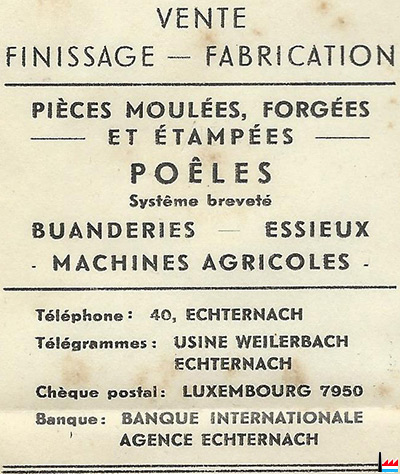 VENTE
FINISSAGE — FABRICATION
PIÈCES MOULÉES, FORGÉES
— ET ÉTAMPÉES —
POÊLES
Système breveté
BUANDERIES — ESSIEUX
- MACHINES AGRICOLES -
Téléphone : 40, ECHTERNACH
Télégrammes : USINE WEILERBACH
ECHTERNACH
Chèque postal : LUXEMBOURG 7950
Banque : BANQUE INTERNATIONALE
AGENCE ECHTERNACH